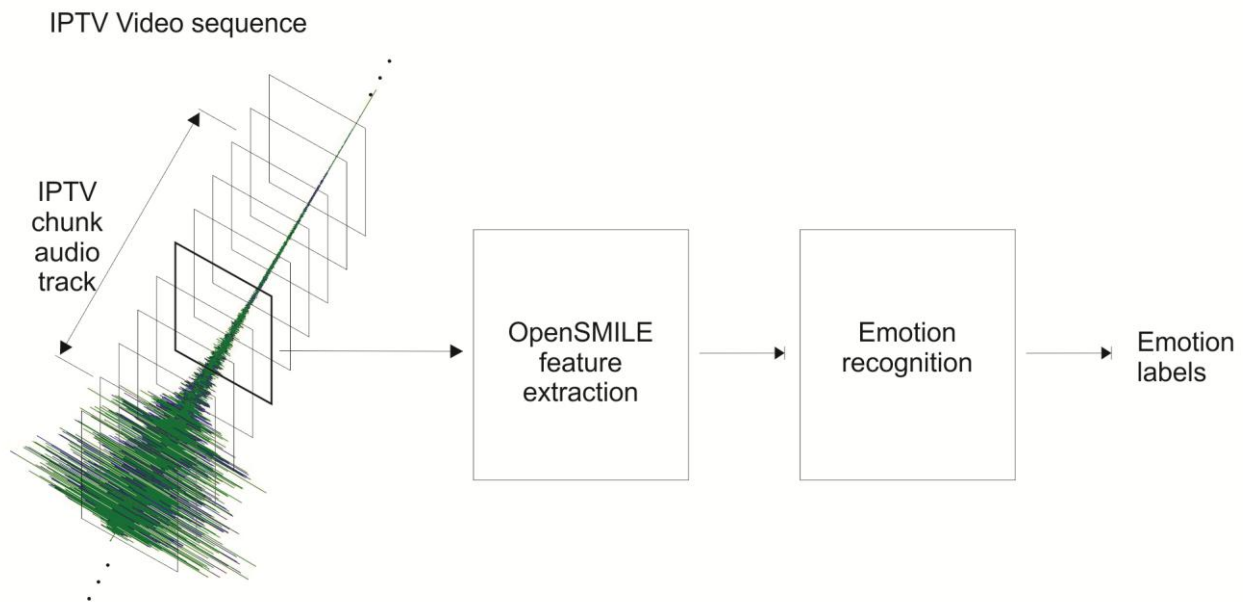 IPTV Video sequence
IPTV
chunk
audio
track
OpenSMILE
feature
extraction
Emotion
recognition
Emotion
labels